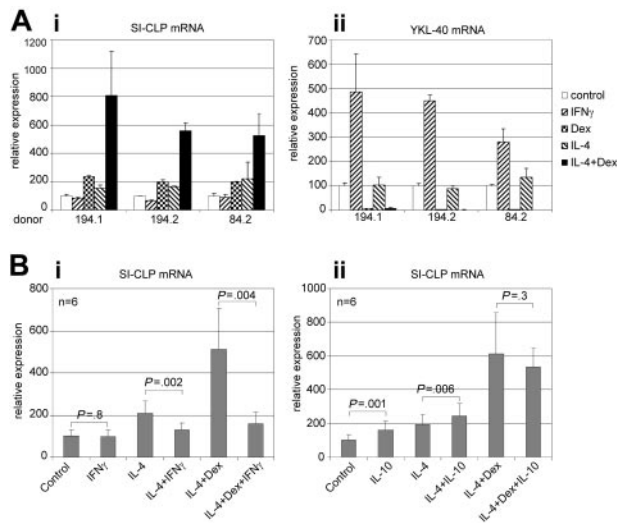 A i SI-CLP mRNA
relative expression
1200
1000
800
600
400
200
0
donor 194.1 194.2 84.2
ii YKL-40 mRNA
relative expression
700
600
500
400
300
200
100
0
194.1 194.2 84.2
control
IFNγ
Dex
IL-4
IL-4+Dex
B i SI-CLP mRNA
n=6
relative expression
800
600
400
200
0
P=.8
P=.002
P=.004
Control
IFNγ
IL-4
IL-4+IFNγ
IL-4+Dex
IL-4+Dex+IFNγ
ii SI-CLP mRNA
n=6
relative expression
1000
800
600
400
200
0
P=.001
P=.006
P=.3
Control
IL-10
IL-4
IL-4+IL-10
IL-4+Dex
IL-4+Dex+IL-10